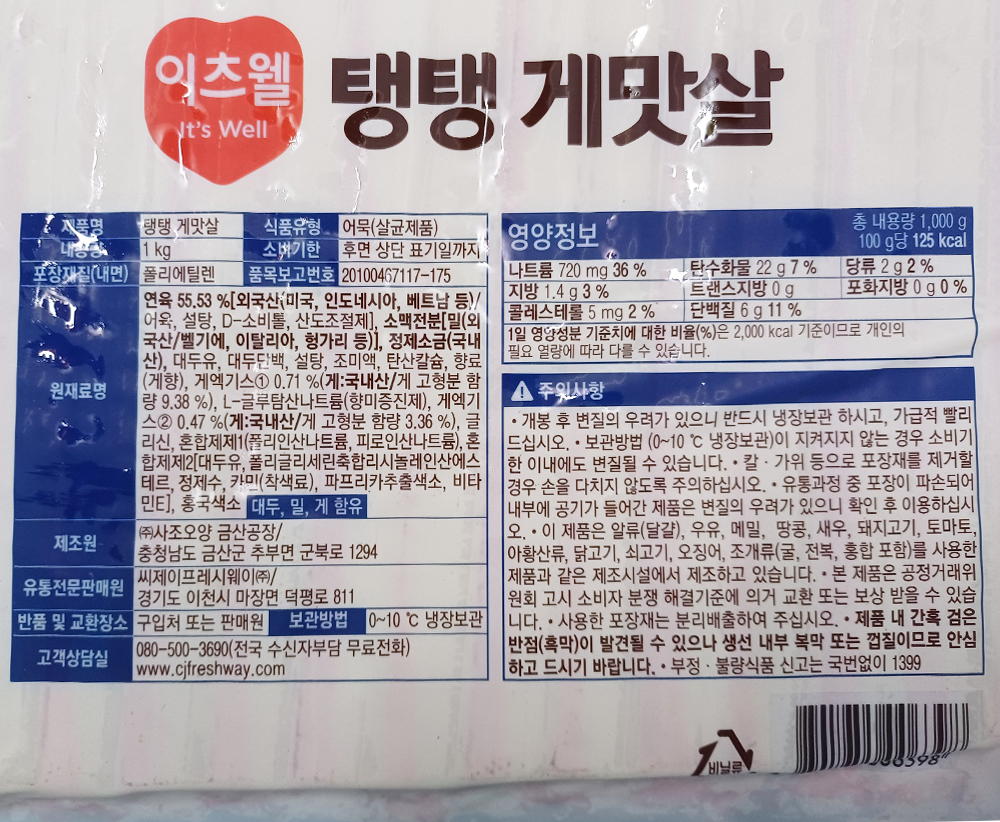 이츠웰
It's Well
탱탱 게맛살
제품명 탱탱 게맛살 식품유형 어묵(살균제품)
내용량 1 kg 소비기한 후면 상단 표기일까지
포장재질(내면) 폴리에틸렌 품목보고번호 20100467117-175
원재료명
연육 55.53 %[외국산(미국, 인도네시아, 베트남 등)/
어육, 설탕, D-소비톨, 산도조절제], 소맥전분[밀(외
국산/벨기에, 이탈리아, 헝가리 등)], 정제소금(국내
산), 대두유, 대두단백, 설탕, 조미액, 탄산칼슘, 향료
(게향), 게엑기스① 0.71 %(게:국내산/게 고형분 함
량 9.38 %), L-글루탐산나트륨(향미증진제), 게엑기
스② 0.47 %(게:국내산/게 고형분 함량 3.36 %), 글
리신, 혼합제제1(폴리인산나트륨, 피로인산나트륨), 혼
합제제2[대두유, 폴리글리세린축합리시놀레인산에스
테르, 정제수, 카민(착색료), 파프리카추출색소, 비타
민E], 홍국색소 대두, 밀, 게 함유
제조원 ㈜사조오양 금산공장/
충청남도 금산군 추부면 군북로 1294
유통전문판매원 씨제이프레시웨이㈜/
경기도 이천시 마장면 덕평로 811
반품 및 교환장소 구입처 또는 판매원 보관방법 0~10 ℃ 냉장보관
고객상담실 080-500-3690(전국 수신자부담 무료전화)
www.cjfreshway.com
영양정보
총 내용량 1,000 g
100 g당 125 kcal
나트륨 720 mg 36 % 탄수화물 22 g 7 % 당류 2 g 2 %
지방 1.4 g 3 % 트랜스지방 0 g 포화지방 0 g 0 %
콜레스테롤 5 mg 2 % 단백질 6 g 11 %
1일 영양성분 기준치에 대한 비율(%)은 2,000 kcal 기준이므로 개인의
필요 열량에 따라 다를 수 있습니다.
주의사항
• 개봉 후 변질의 우려가 있으니 반드시 냉장보관 하시고, 가급적 빨리
드십시오. • 보관방법 (0~10 ℃ 냉장보관)이 지켜지지 않는 경우 소비기
한 이내에도 변질될 수 있습니다. • 칼 · 가위 등으로 포장재를 제거할
경우 손을 다치지 않도록 주의하십시오. • 유통과정 중 포장이 파손되어
내부에 공기가 들어간 제품은 변질의 우려가 있으니 확인 후 이용하십시
오. • 이 제품은 알류(달걀), 우유, 메밀, 땅콩, 새우, 돼지고기, 토마토,
아황산류, 닭고기, 쇠고기, 오징어, 조개류(굴, 전복, 홍합 포함)를 사용한
제품과 같은 제조시설에서 제조하고 있습니다. • 본 제품은 공정거래위
원회 고시 소비자 분쟁 해결기준에 의거 교환 또는 보상 받을 수 있습
니다. • 사용한 포장재는 분리배출하여 주십시오. • 제품 내 간혹 검은
반점(흑막)이 발견될 수 있으나 생선 내부 복막 또는 껍질이므로 안심
하고 드시기 바랍니다. • 부정 · 불량식품 신고는 국번없이 1399
비닐류